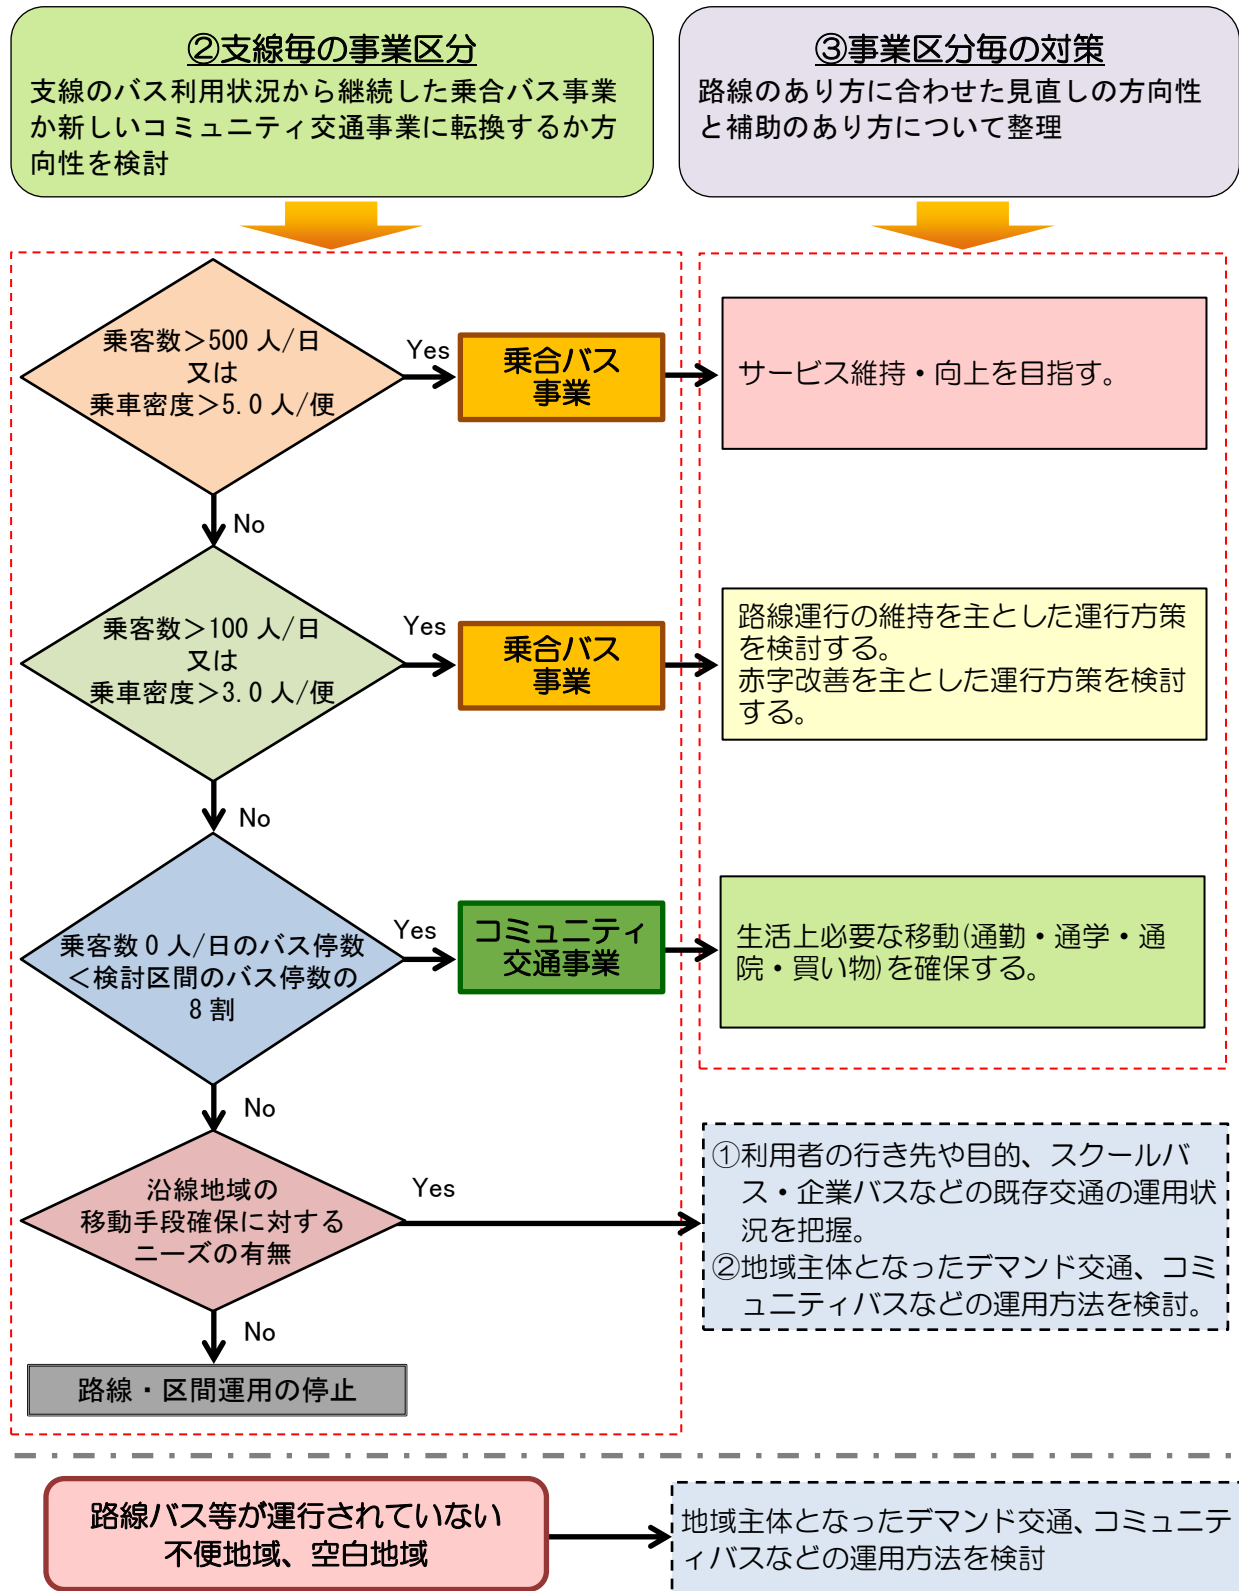 ②支線毎の事業区分
支線のバス利用状況から継続した乗合バス事業
か新しいコミュニティ交通事業に転換するか方
向性を検討
③事業区分毎の対策
路線のあり方に合わせた見直しの方向性
と補助のあり方について整理
乗客数＞500 人/日
又は
乗車密度＞5.0 人/便
Yes
乗合バス
事業
サービス維持・向上を目指す。
No
乗客数＞100 人/日
又は
乗車密度＞3.0 人/便
Yes
乗合バス
事業
路線運行の維持を主とした運行方策
を検討する。
赤字改善を主とした運行方策を検討
する。
No
乗客数 0 人/日のバス停数
＜検討区間のバス停数の
8 割
Yes
コミュニティ
交通事業
生活上必要な移動(通勤・通学・通
院・買い物)を確保する。
No
沿線地域の
移動手段確保に対する
ニーズの有無
Yes
①利用者の行き先や目的、スクールバ
ス・企業バスなどの既存交通の運用状
況を把握。
②地域主体となったデマンド交通、コミ
ュニティバスなどの運用方法を検討。
No
路線・区間運用の停止
路線バス等が運行されていない
不便地域、空白地域
地域主体となったデマンド交通、コミュニテ
ィバスなどの運用方法を検討